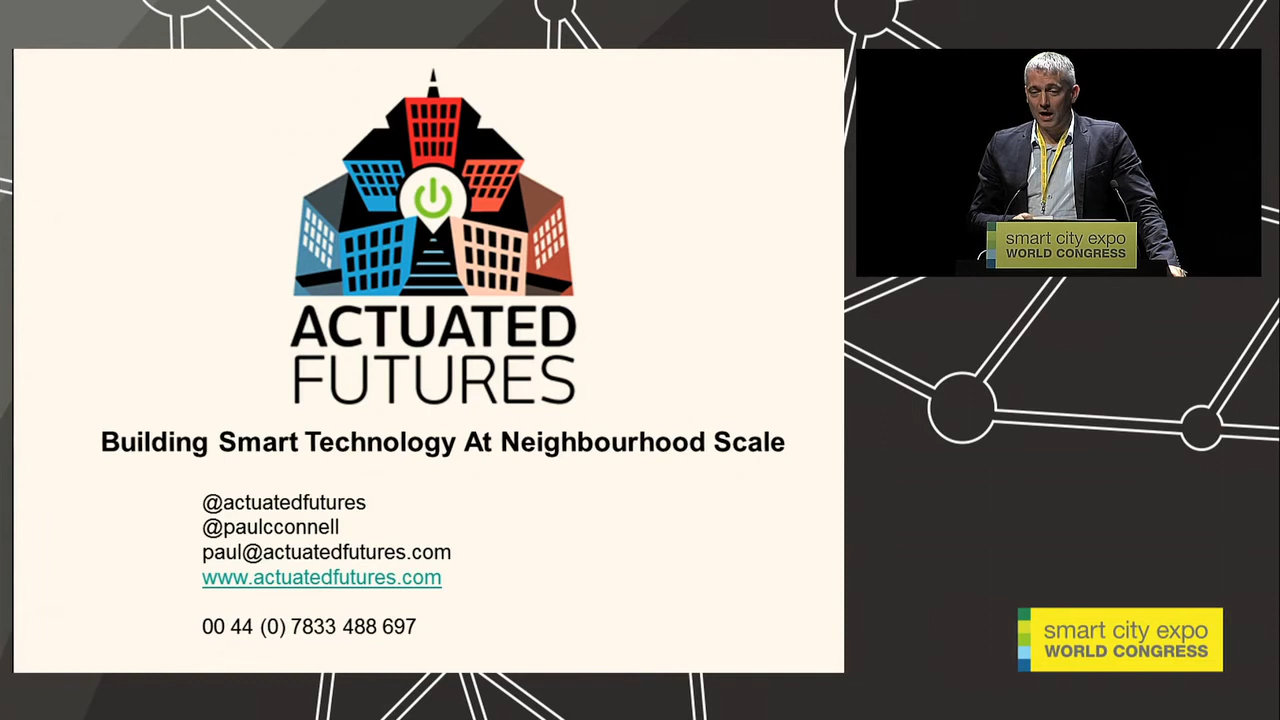 ACTUATED
FUTURES
Building Smart Technology At Neighbourhood Scale
@actuatedfutures
@paulcconnell
paul@actuatedfutures.com
www.actuatedfutures.com
00 44 (0) 7833 488 697
smart city expo
WORLD CONGRESS
smart city expo
WORLD CONGRESS